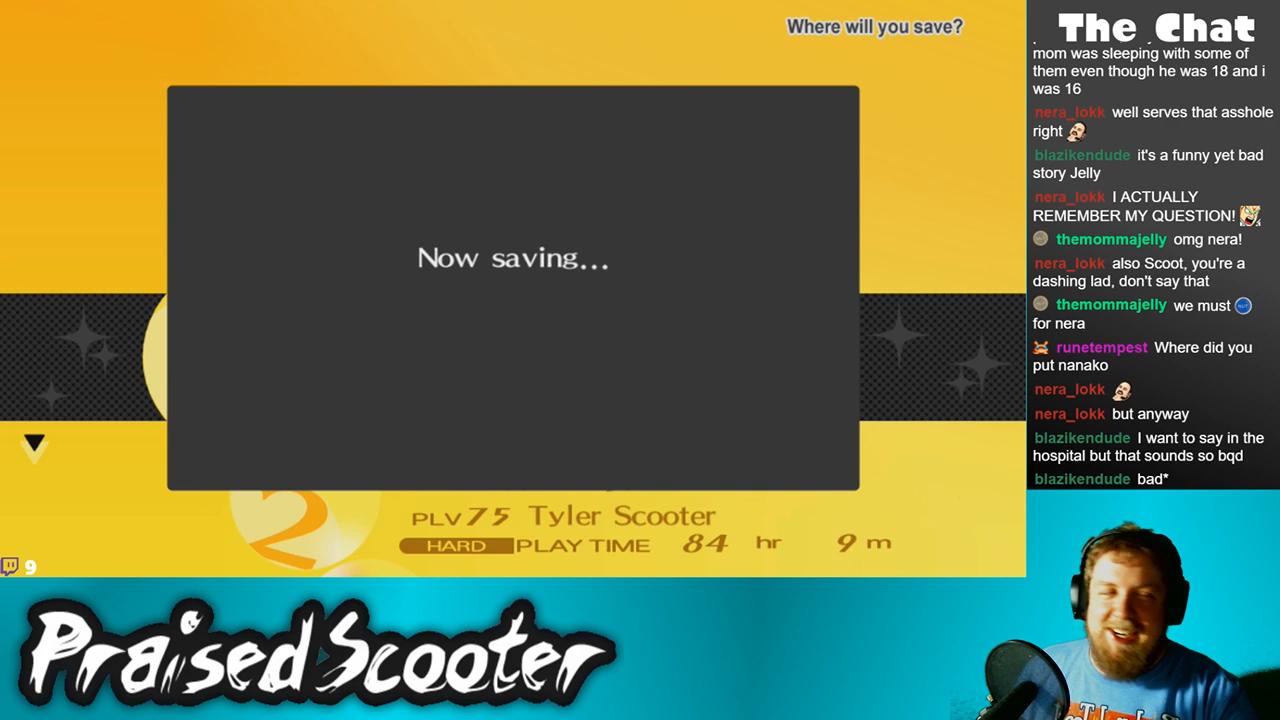 Where will you save?
Now saving...
2
PLV 75 Tyler Scooter
HARD PLAY TIME 84 hr 9 m
9
PraisedScooter
The Chat
mom was sleeping with some of
them even though he was 18 and i
was 16
nera_lokk well serves that asshole
right
blazikendude it's a funny yet bad
story Jelly
nera_lokk I ACTUALLY
REMEMBER MY QUESTION!
themommajelly omg nera!
nera_lokk also Scoot, you're a
dashing lad, don't say that
themommajelly we must
for nera
runetempest Where did you
put nanako
nera_lokk
nera_lokk but anyway
blazikendude I want to say in the
hospital but that sounds so bqd
blazikendude bad*